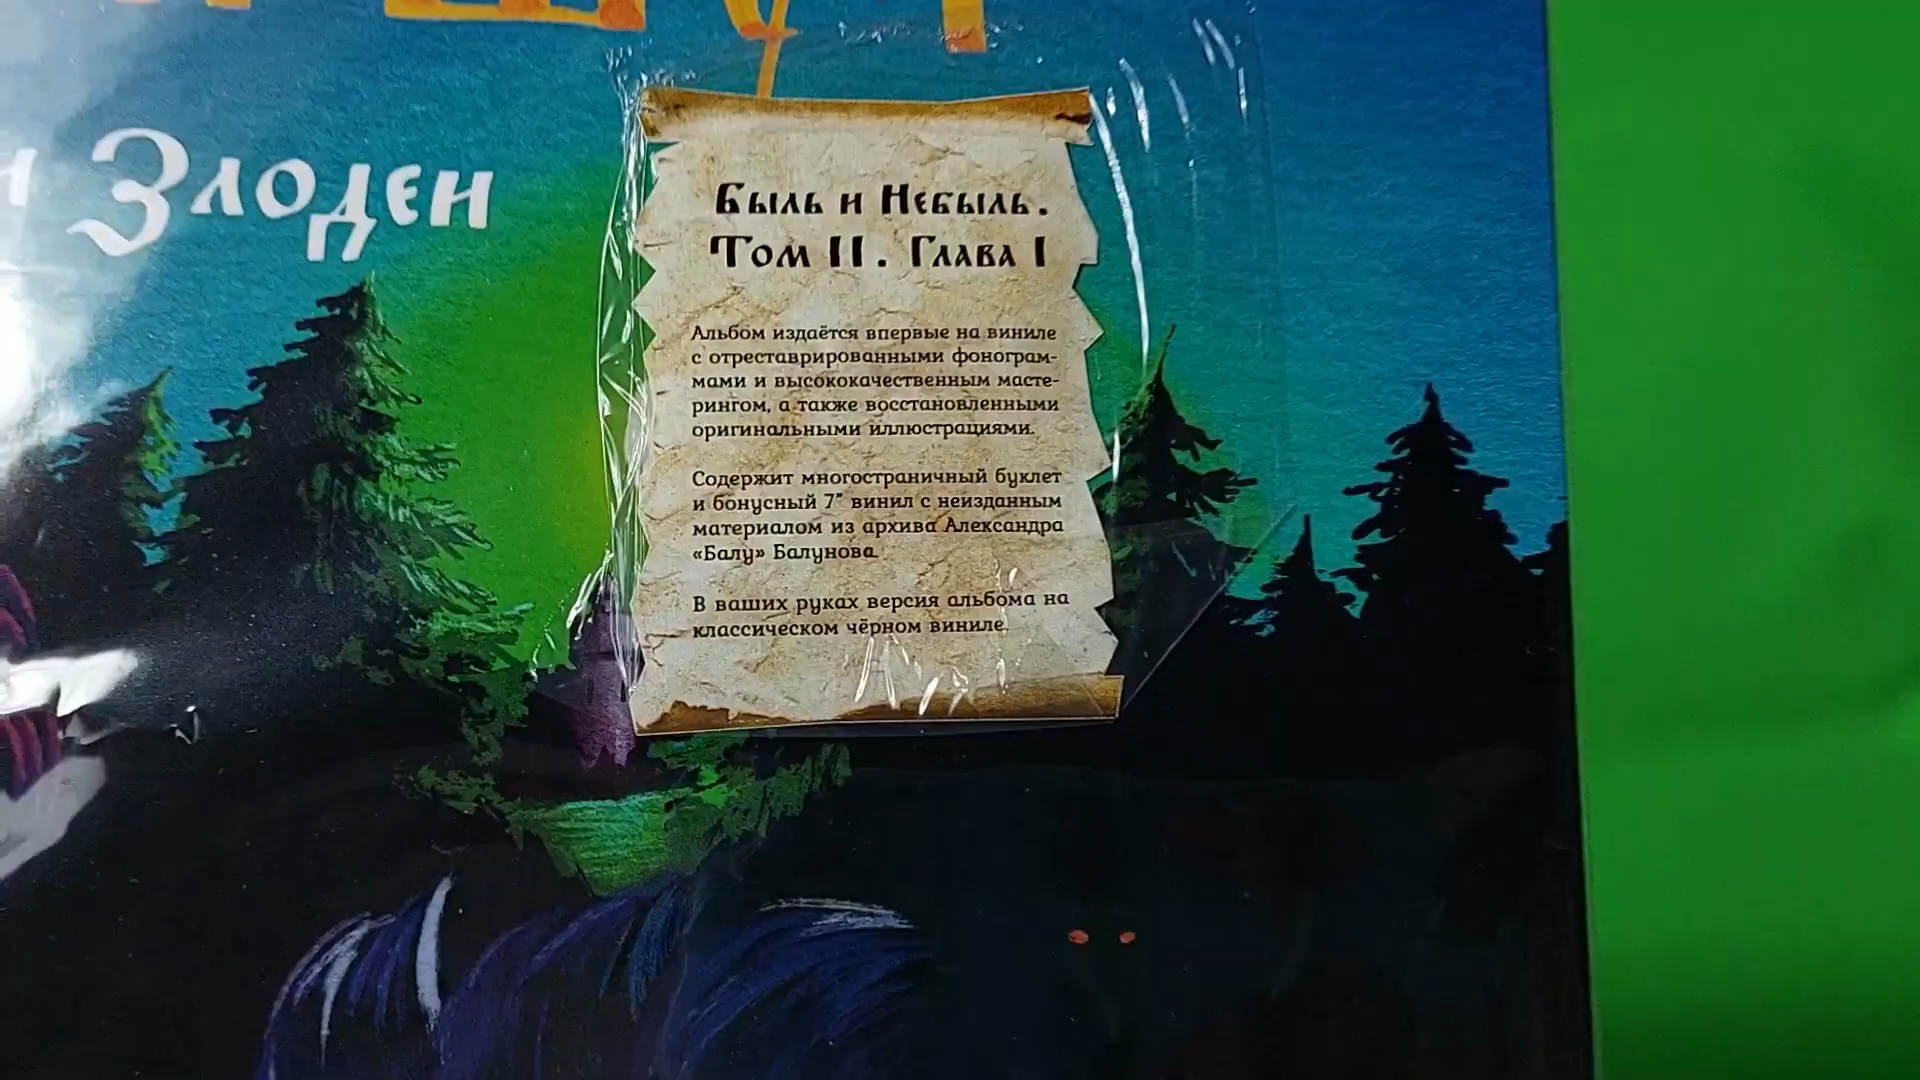 Злодеи
Быль и Небыль.
Том II. Глава I
Альбом издаётся впервые на виниле
с отреставрированными фонограм-
мами и высококачественным масте-
рингом, а также восстановленными
оригинальными иллюстрациями.
Содержит многостраничный буклет
и бонусный 7" винил с неизданным
материалом из архива Александра
«Балу» Балунова.
В ваших руках версия альбома на
классическом чёрном виниле.